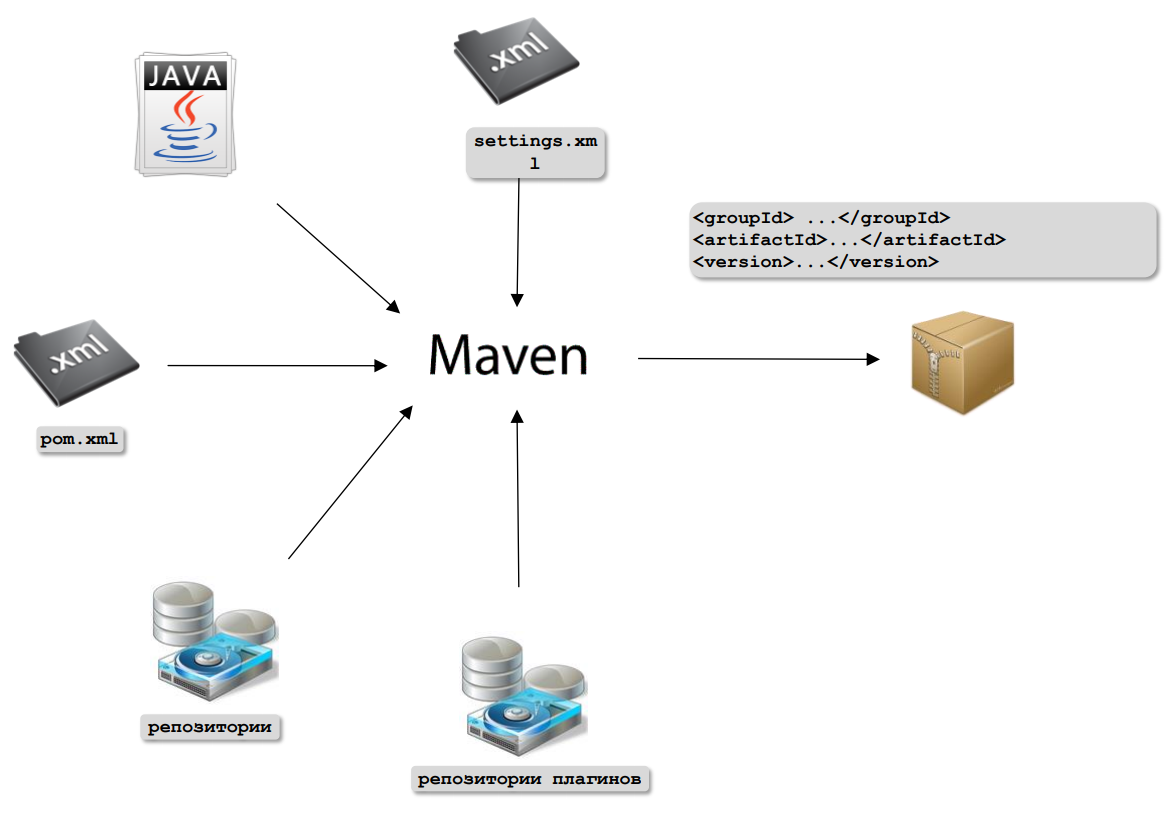 .xml
JAVA
settings.xm
l
<groupId> ...</groupId>
<artifactId>...</artifactId>
<version>...</version>
.xml
Maven
pom.xml
репозитории
репозитории плагинов